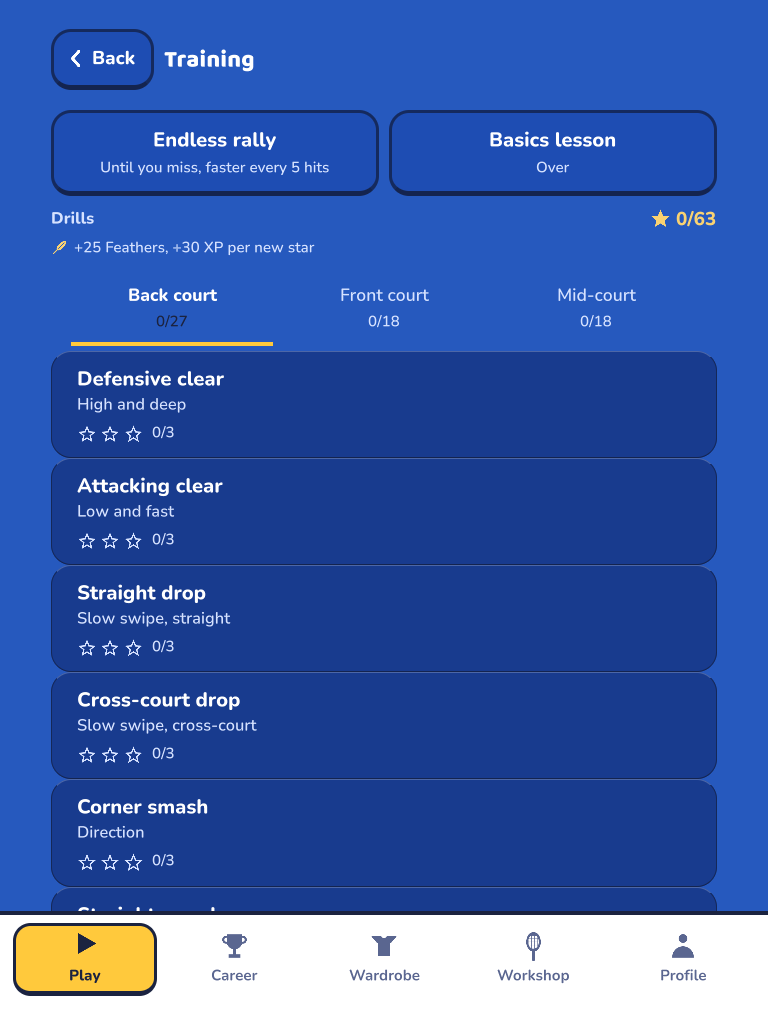 Back
Training
Endless rally
Until you miss, faster every 5 hits
Basics lesson
Over
Drills
0/63
+25 Feathers, +30 XP per new star
Back court
0/27
Front court
0/18
Mid-court
0/18
Defensive clear
High and deep
0/3
Attacking clear
Low and fast
0/3
Straight drop
Slow swipe, straight
0/3
Cross-court drop
Slow swipe, cross-court
0/3
Corner smash
Direction
0/3
Play
Career
Wardrobe
Workshop
Profile